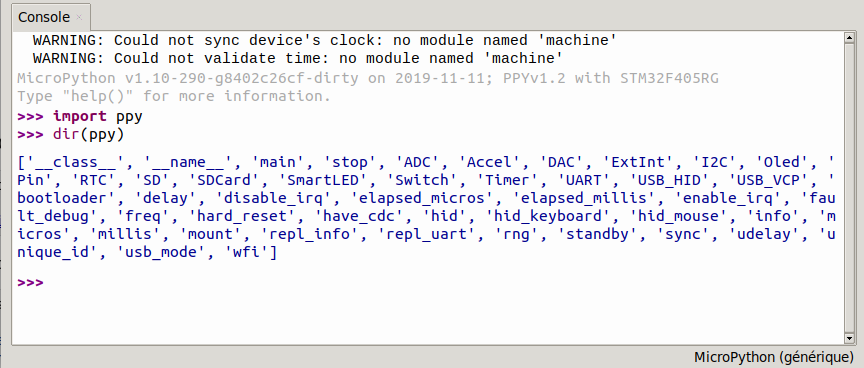 Console ×
WARNING: Could not sync device's clock: no module named 'machine'
WARNING: Could not validate time: no module named 'machine'
MicroPython v1.10-290-g8402c26cf-dirty on 2019-11-11; PPYv1.2 with STM32F405RG
Type "help()" for more information.
>>> import ppy
>>> dir(ppy)
['__class__', '__name__', 'main', 'stop', 'ADC', 'Accel', 'DAC', 'ExtInt', 'I2C', 'Oled', '
Pin', 'RTC', 'SD', 'SDCard', 'SmartLED', 'Switch', 'Timer', 'UART', 'USB_HID', 'USB_VCP', '
bootloader', 'delay', 'disable_irq', 'elapsed_micros', 'elapsed_millis', 'enable_irq', 'fau
lt_debug', 'freq', 'hard_reset', 'have_cdc', 'hid', 'hid_keyboard', 'hid_mouse', 'info', 'm
icros', 'millis', 'mount', 'repl_info', 'repl_uart', 'rng', 'standby', 'sync', 'udelay', 'u
nique_id', 'usb_mode', 'wfi']
>>>
MicroPython (générique)